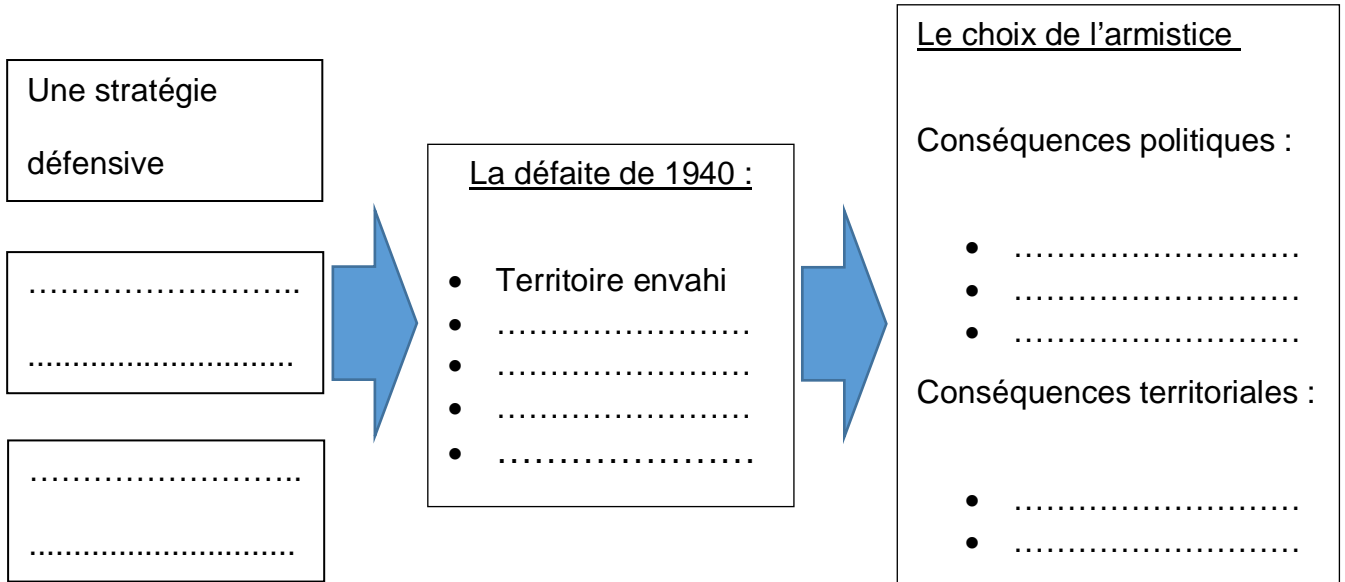 Une stratégie
défensive
……………………..
………………………
……………………..
…………………………
La défaite de 1940 :
• Territoire envahi
• …………………….
• …………………….
• …………………….
• …………………….
Le choix de l’armistice
Conséquences politiques :
• ………………………
• ………………………
• ………………………
Conséquences territoriales :
• ………………………
• ………………………